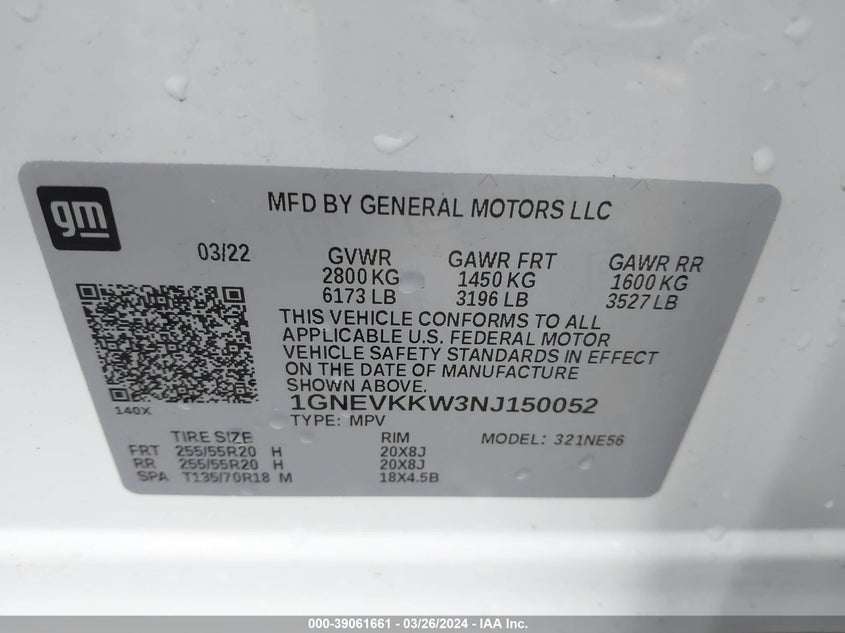 gm
MFD BY GENERAL MOTORS LLC
03/22 GVWR GAWR FRT GAWR RR
2800 KG 1450 KG 1600 KG
6173 LB 3196 LB 3527 LB
THIS VEHICLE CONFORMS TO ALL
APPLICABLE U.S. FEDERAL MOTOR
VEHICLE SAFETY STANDARDS IN EFFECT
ON THE DATE OF MANUFACTURE
SHOWN ABOVE.
140X 1GNEVKKW3NJ150052
TYPE: MPV
TIRE SIZE RIM MODEL: 321NE56
FRT 255/55R20 H 20X8J
RR 255/55R20 H 20X8J
SPA T135/70R18 M 18X4.5B
000-39061661 - 03/26/2024 - IAA Inc.